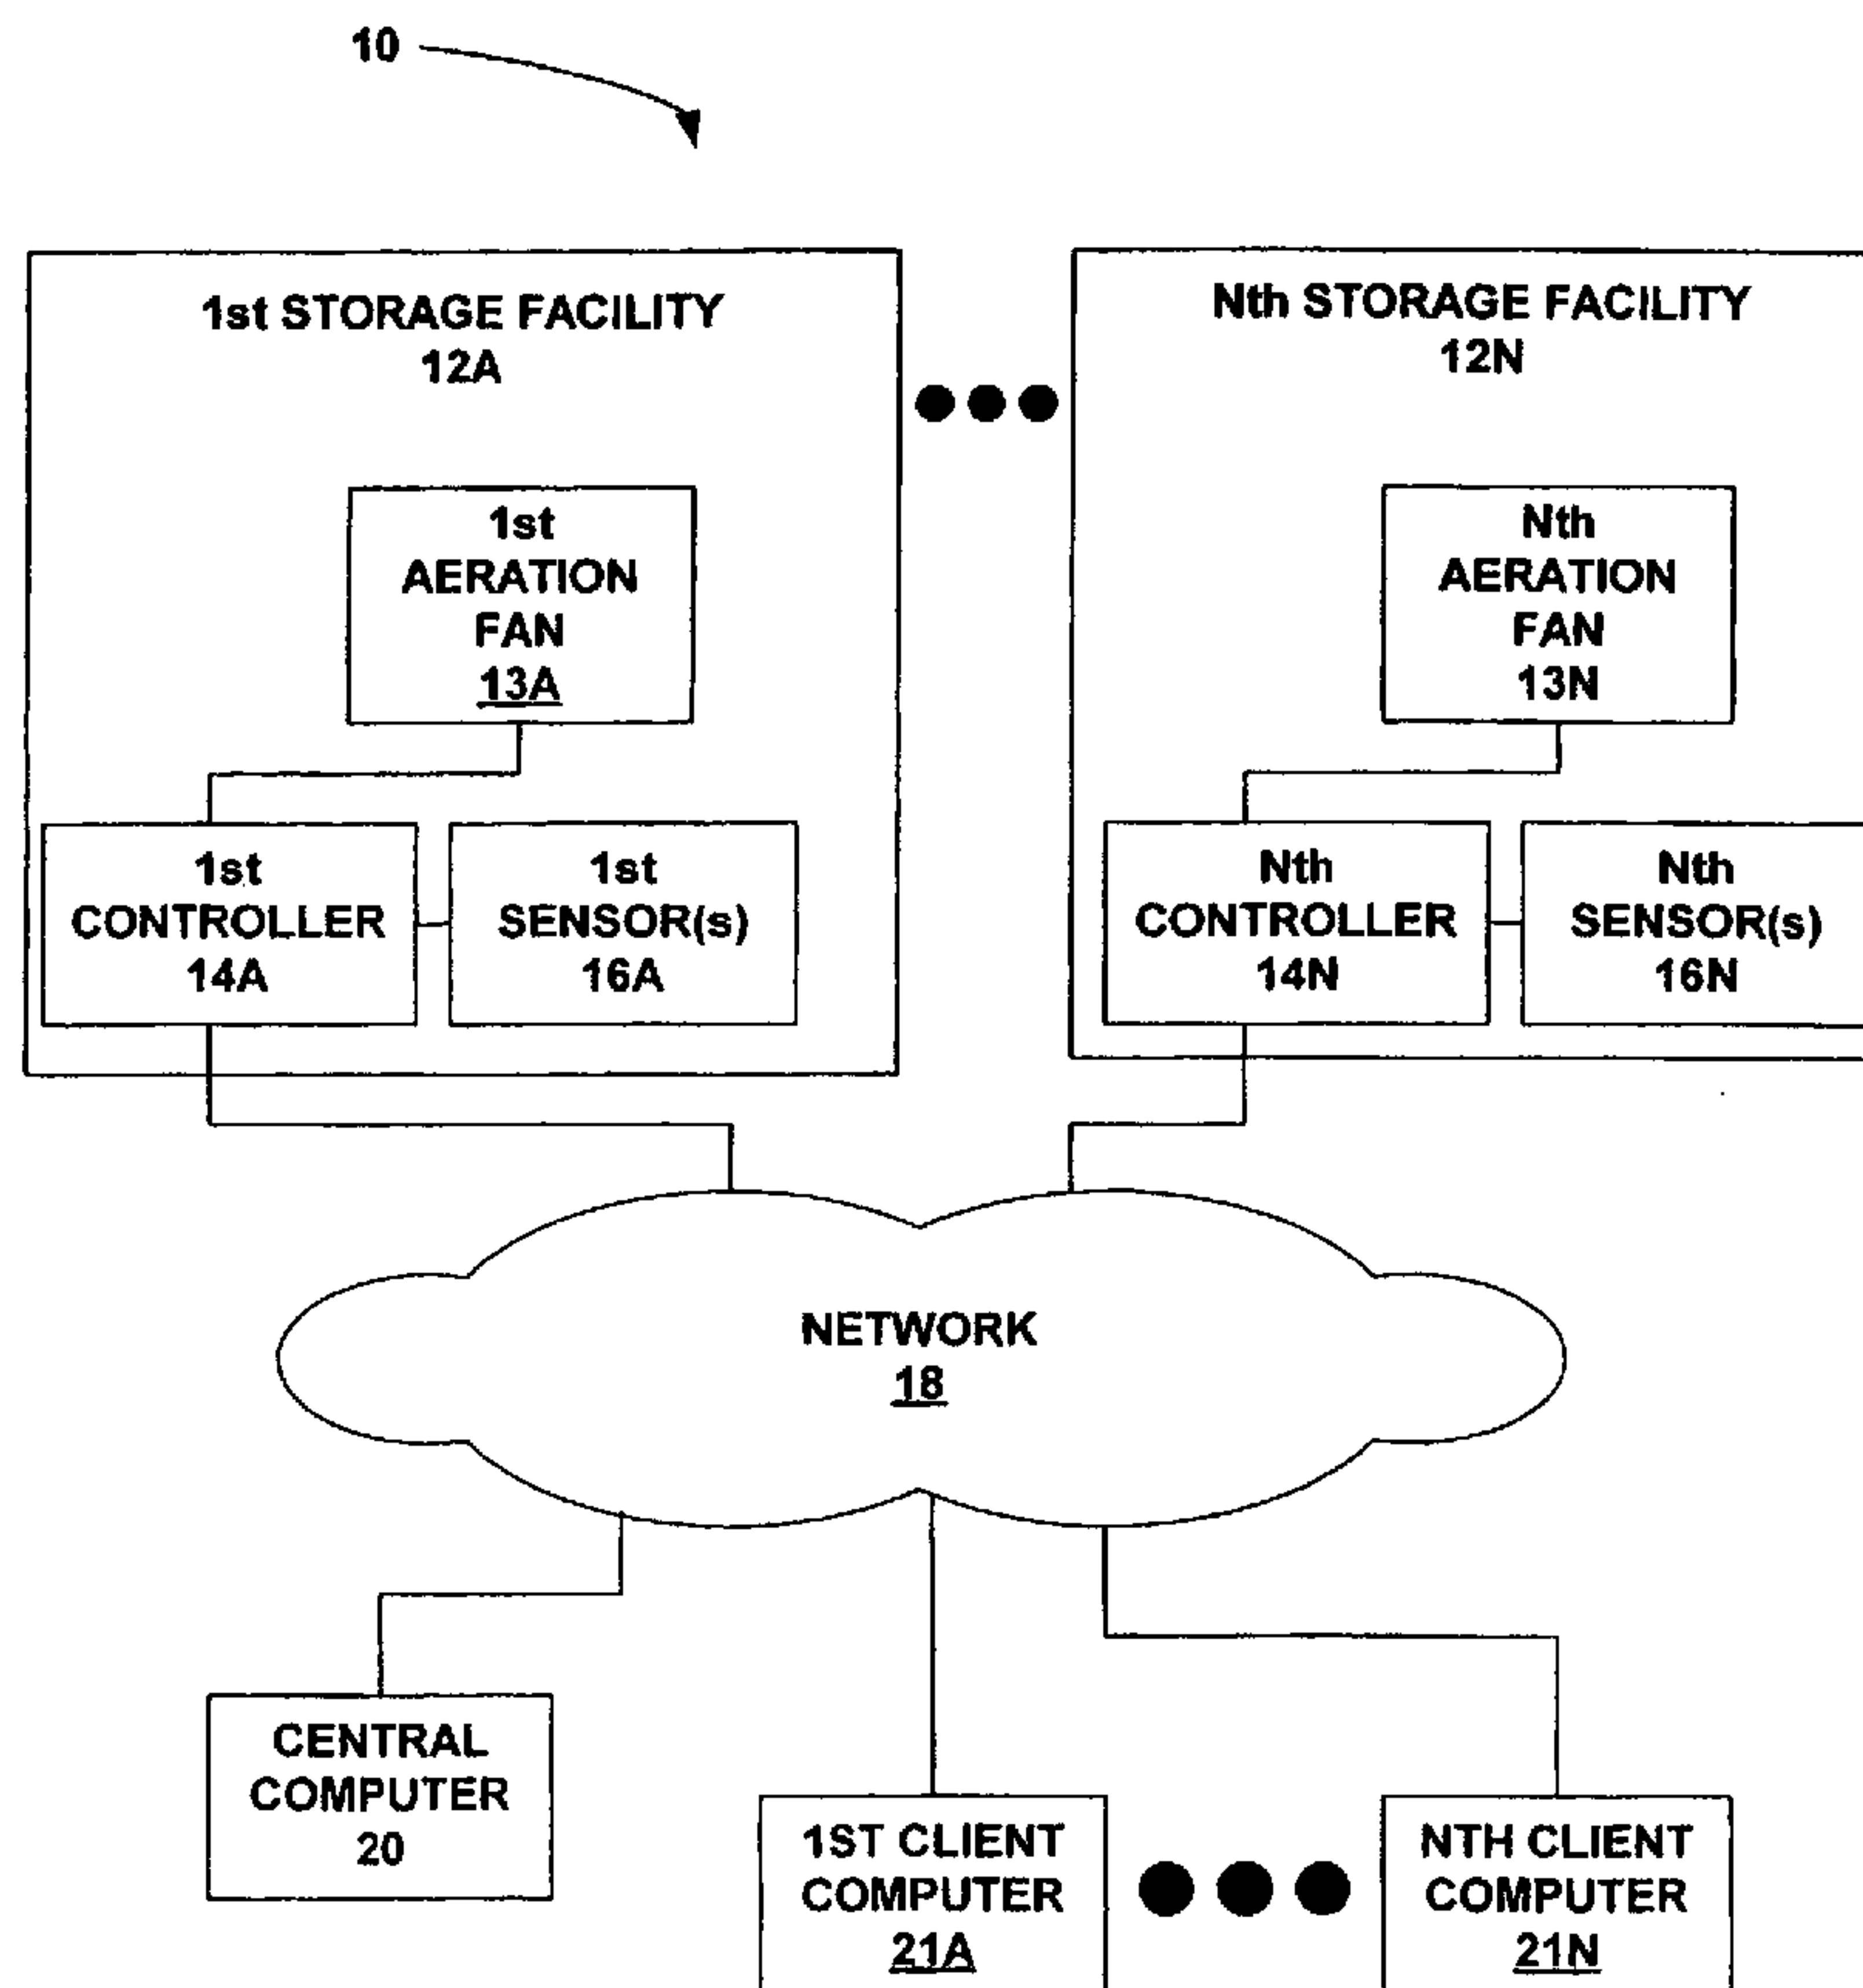 10
1st STORAGE FACILITY
12A
Nth STORAGE FACILITY
12N
1st
AERATION
FAN
13A
Nth
AERATION
FAN
13N
1st
CONTROLLER
14A
1st
SENSOR(s)
16A
Nth
CONTROLLER
14N
Nth
SENSOR(s)
16N
NETWORK
18
CENTRAL
COMPUTER
20
1ST CLIENT
COMPUTER
21A
NTH CLIENT
COMPUTER
21N